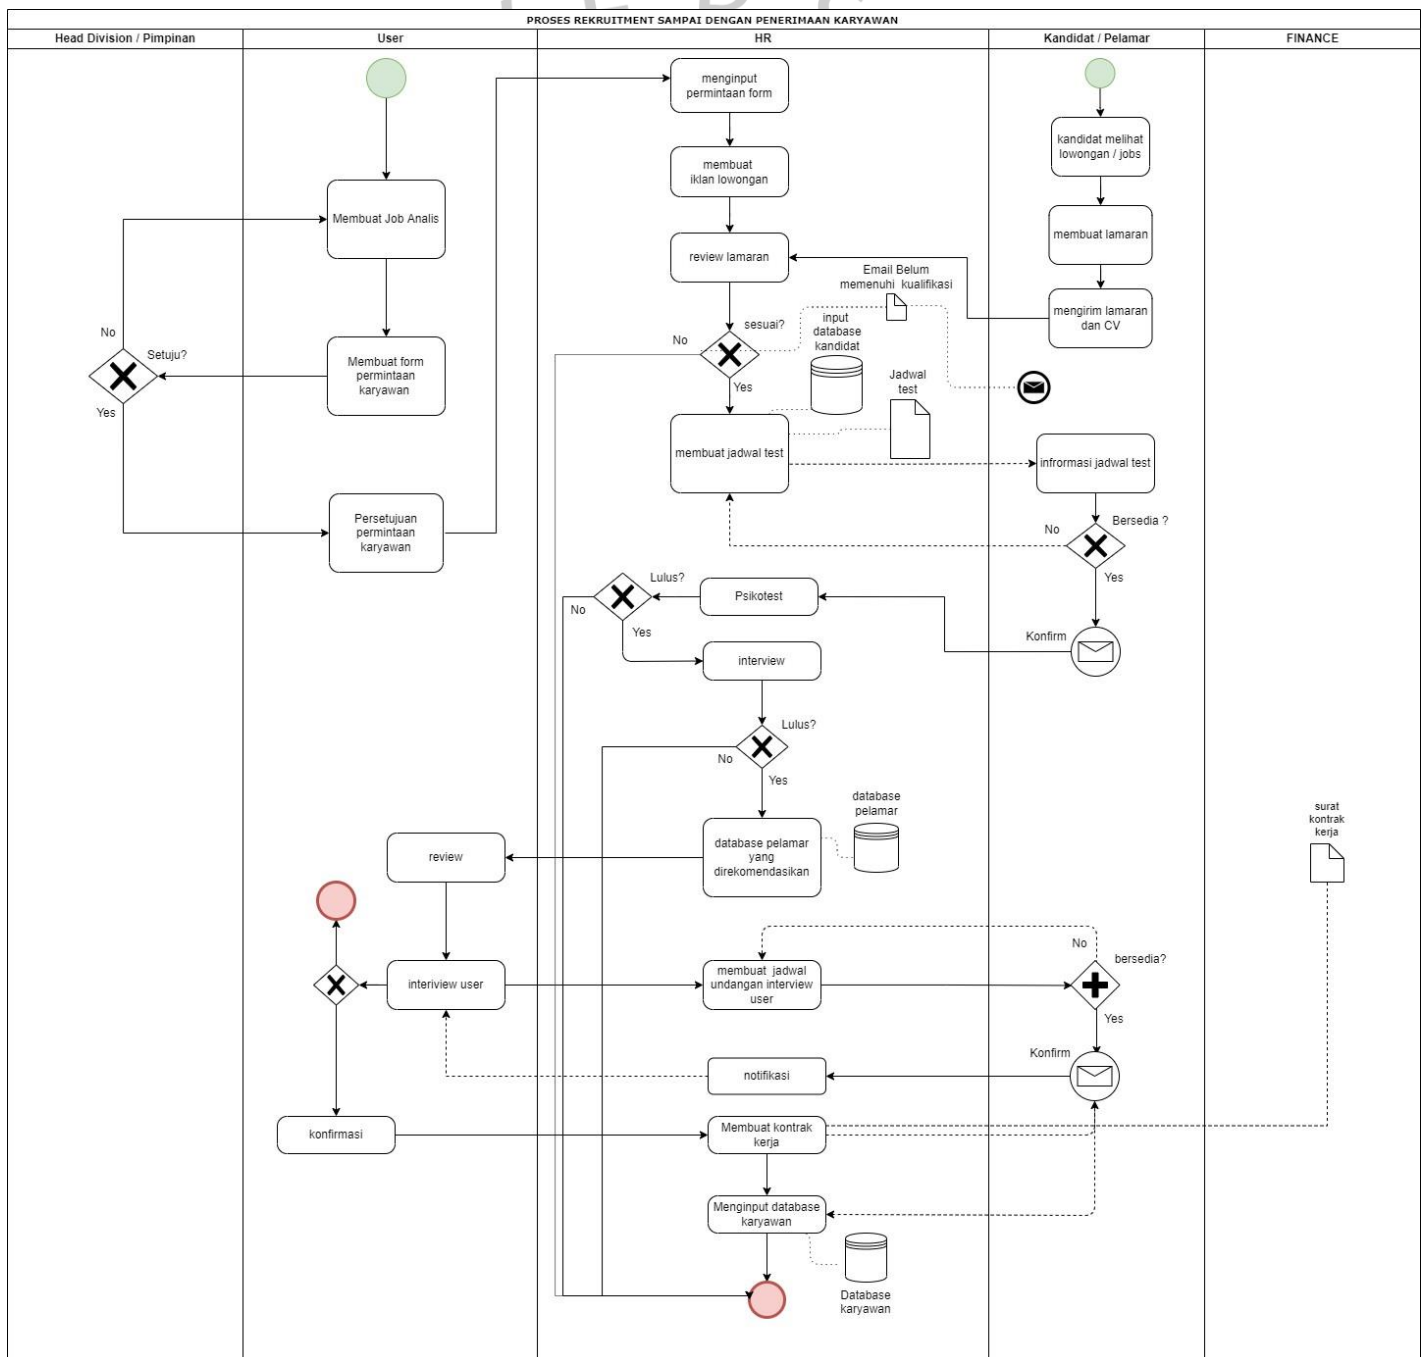 PROSES REKRUITMENT SAMPAI DENGAN PENERIMAAN KARYAWAN
Head Division / Pimpinan
User
HR
Kandidat / Pelamar
FINANCE
menginput
permintaan form
kandidat melihat
lowongan / jobs
membuat
iklan lowongan
Membuat Job Analis
membuat lamaran
review lamaran
Email Belum
memenuhi kualifikasi
mengirim lamaran
dan CV
input
database
kandidat
sesuai?
No
Yes
No
Setuju?
Yes
Membuat form
permintaan
karyawan
Jadwal
test
membuat jadwal test
infrormasi jadwal test
Persetujuan
permintaan
karyawan
Bersedia ?
No
Yes
Lulus?
No
Yes
Psikotest
Konfirm
interview
Lulus?
No
Yes
database
pelamar
surat
kontrak
kerja
review
database pelamar
yang
direkomendasikan
No
bersedia?
Yes
interiview user
membuat jadwal
undangan interview
user
Konfirm
notifikasi
konfirmasi
Membuat kontrak
kerja
Menginput database
karyawan
Database
karyawan